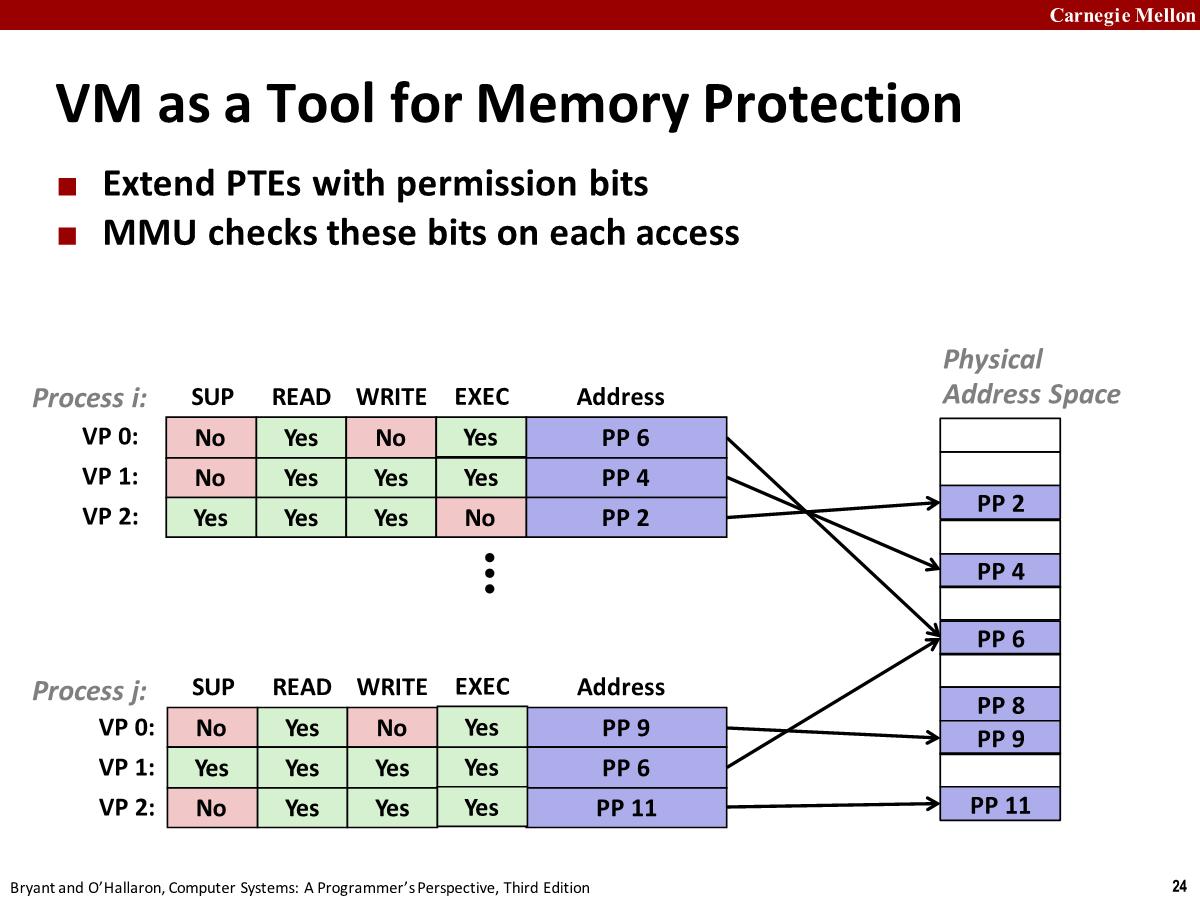 Carnegie Mellon
VM as a Tool for Memory Protection
■ Extend PTEs with permission bits
■ MMU checks these bits on each access
Physical
Address Space
Process i: SUP READ WRITE EXEC Address
VP 0: No Yes No Yes PP 6
VP 1: No Yes Yes Yes PP 4
VP 2: Yes Yes Yes No PP 2
PP 2
PP 4
PP 6
PP 8
PP 9
PP 11
Process j: SUP READ WRITE EXEC Address
VP 0: No Yes No Yes PP 9
VP 1: Yes Yes Yes Yes PP 6
VP 2: No Yes Yes Yes PP 11
Bryant and O’Hallaron, Computer Systems: A Programmer’s Perspective, Third Edition
24